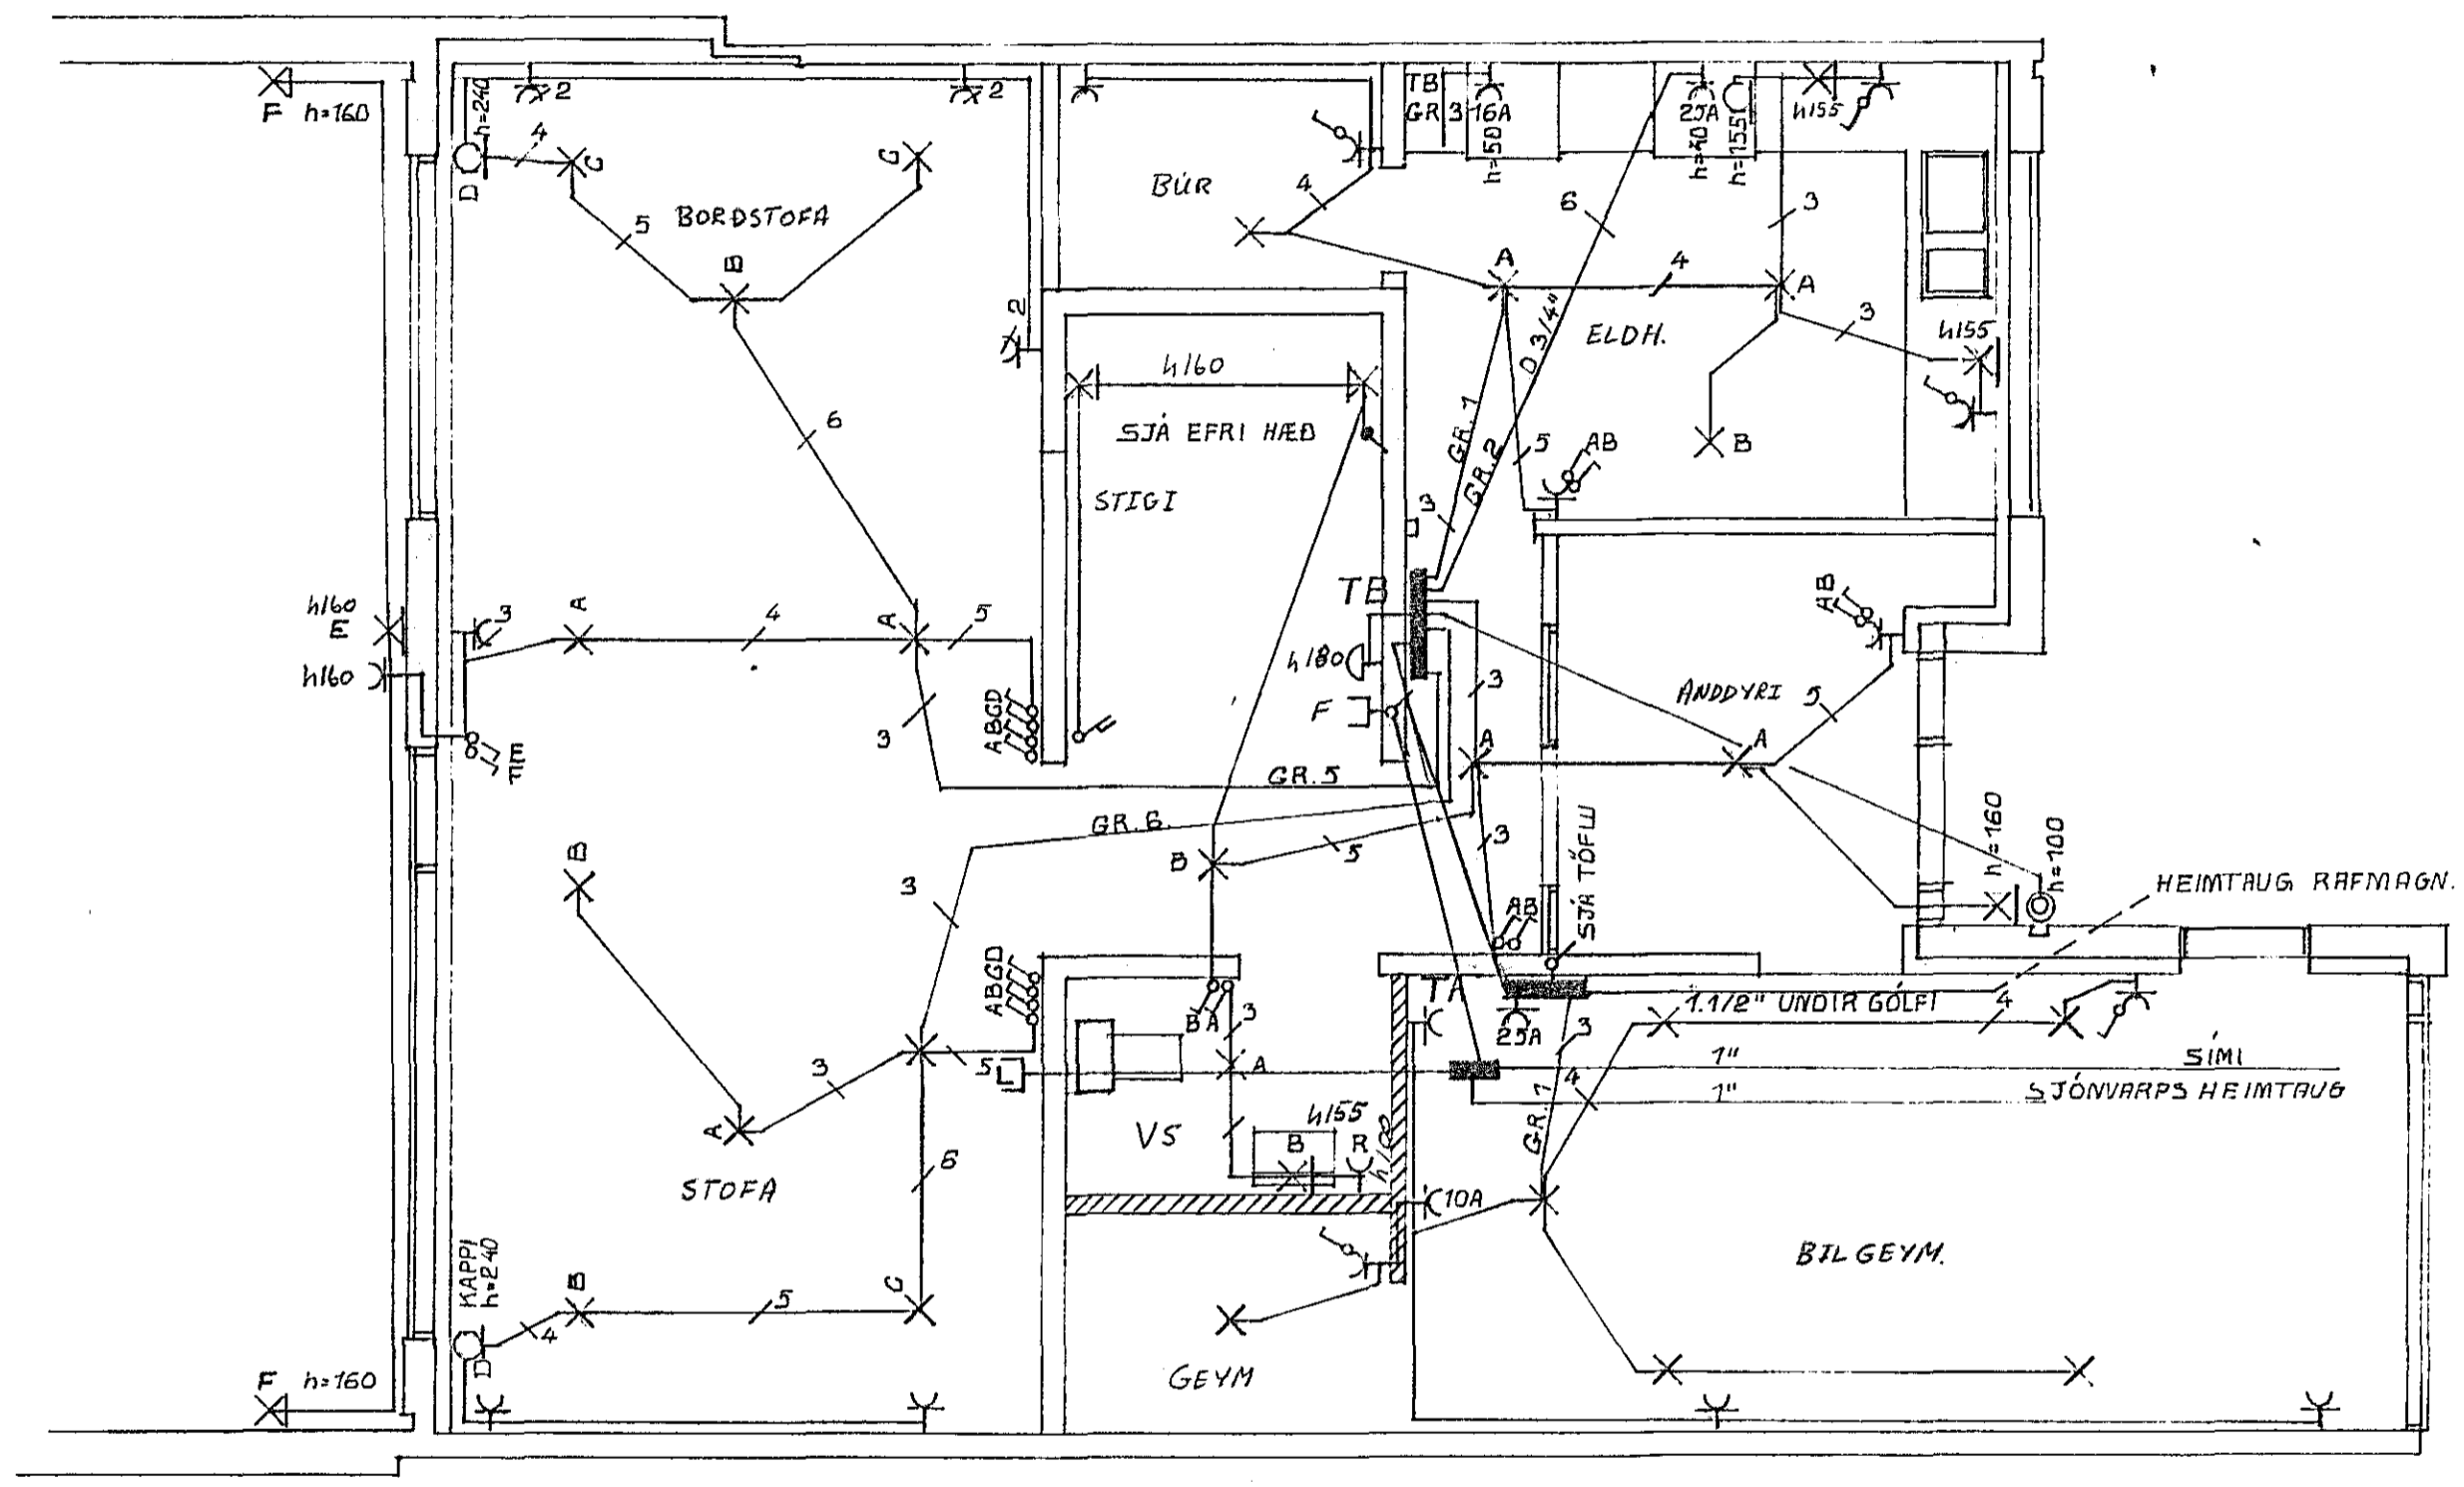 F h=160
h=240
2
2
TB
GR 3
16A
h=50
25A
h=40
h=155
h155
4
C
C
D
5
BORÐSTOFA
B
BÚR
4
6
3
A
4
A
3
h155
ELDH.
B
2
h160
SJÁ EFRI HÆÐ
STIGI
6
GR.1
GR.2
O 3/4"
5
AB
3
TB
h180
F
h160
E
h160
3
A
4
A
5
3
ABGD
AB
ANDDYRI
5
3
A
A
GR.5
GR.6
B
5
3
AB
SJÁ TÖFLU
h=160
h=100
HEIMTAUG RAFMAGN.
B
3
ABGD
BA
3
TA
25A
3
1.1/2" UNDIR GÓLFI
4
5
A
1"
SÍMI
4
1"
SJÓNVARPS HEIMTAUG
3
A
VS
h155
B
R
GR.1
6
STOFA
10A
KAPPI
h=240
B
5
C
4
D
BILGEYM.
GEYM
F h=160